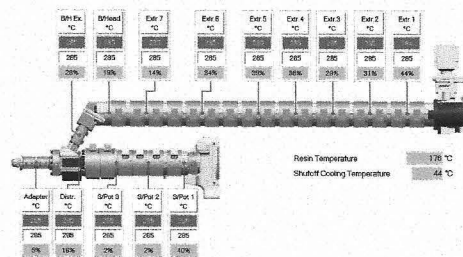 B/H Ex. B/Head Extr.7 Extr.6 Extr.5 Extr.4 Extr.3 Extr.2 Extr.1
°C °C °C °C °C °C °C °C °C
285 285 285 285 285 285 285 285 285
28% 19% 14% 34% 36% 29% 31% 44%
Resin Temperature 176 °C
Shutoff Cooling Temperature 44 °C
Adapter Distr. S/Pot 3 S/Pot 2 S/Pot 1
°C °C °C °C °C
285 285 285 285 285
5% 16% 2% 2% 10%